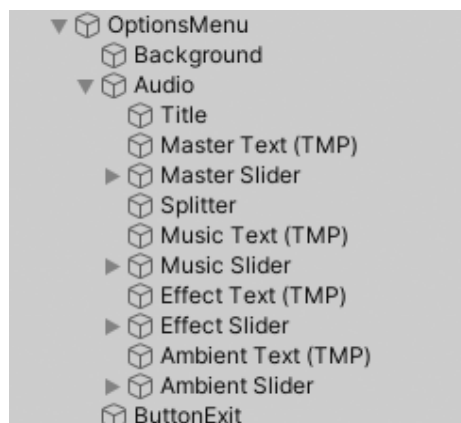 OptionsMenu
Background
Audio
Title
Master Text (TMP)
Master Slider
Splitter
Music Text (TMP)
Music Slider
Effect Text (TMP)
Effect Slider
Ambient Text (TMP)
Ambient Slider
ButtonExit